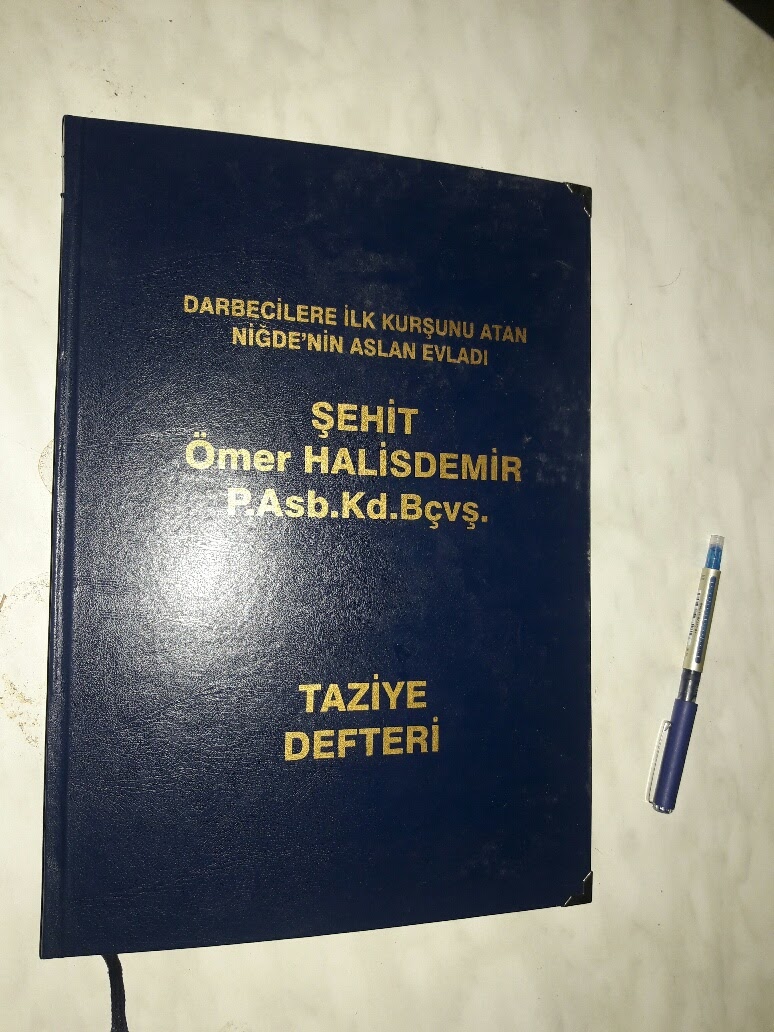 DARBECİLERE İLK KURŞUNU ATAN
NİĞDE'NİN ASLAN EVLADI
ŞEHİT
Ömer HALİSDEMİR
P.Asb.Kd.Bçvş.
TAZİYE
DEFTERİ